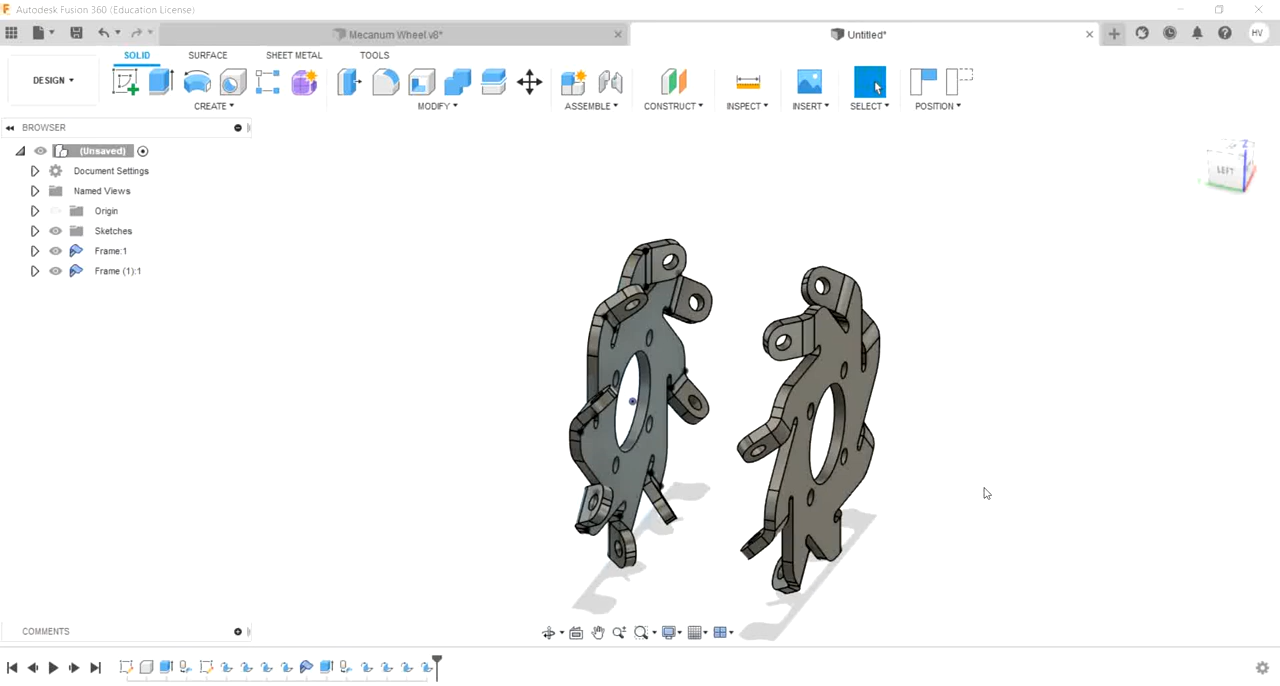 Autodesk Fusion 360 (Education License)
Mecanum Wheel v8*
Untitled*
HV
SOLID SURFACE SHEET METAL TOOLS
DESIGN
CREATE MODIFY ASSEMBLE CONSTRUCT INSPECT INSERT SELECT POSITION
BROWSER
(Unsaved)
Document Settings
Named Views
Origin
Sketches
Frame:1
Frame (1):1
Z
LEFT
COMMENTS